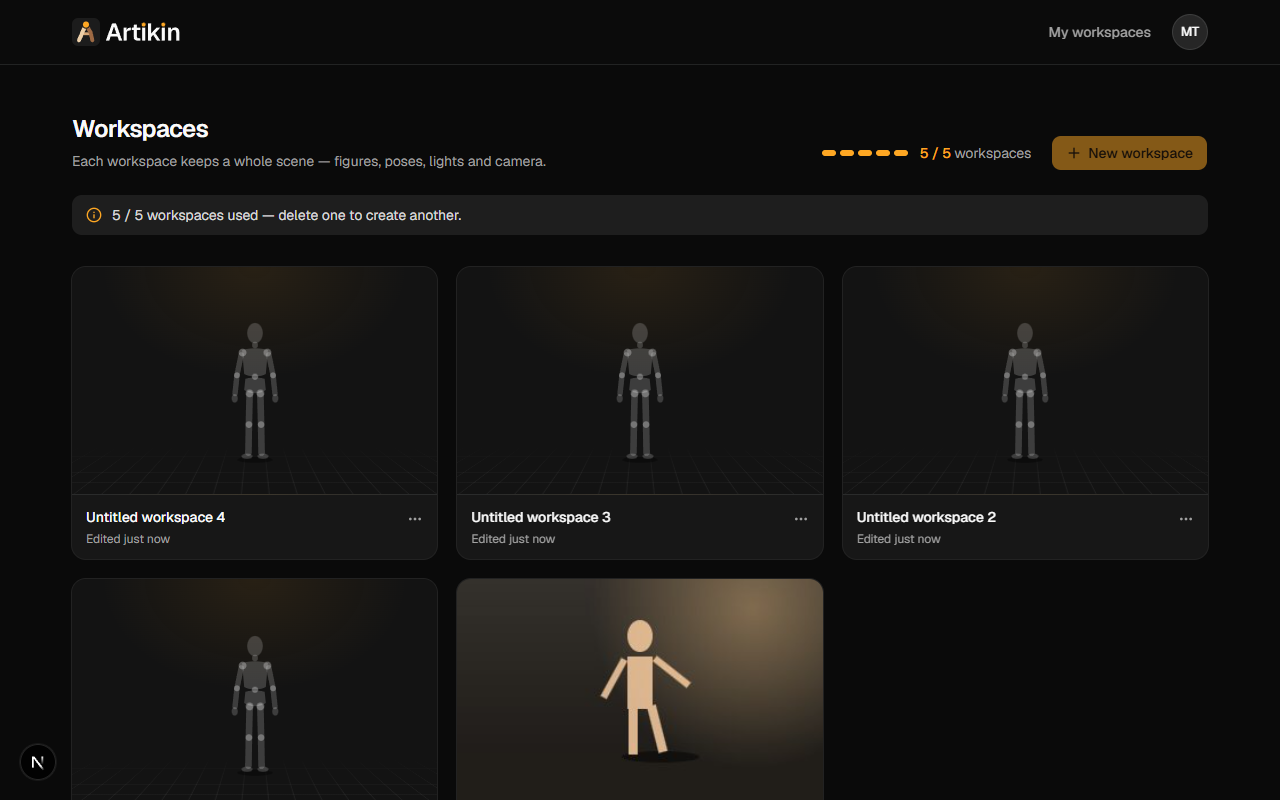 Artikin
My workspaces
MT
Workspaces
Each workspace keeps a whole scene — figures, poses, lights and camera.
5 / 5 workspaces
+ New workspace
5 / 5 workspaces used — delete one to create another.
Untitled workspace 4
Edited just now
Untitled workspace 3
Edited just now
Untitled workspace 2
Edited just now
N